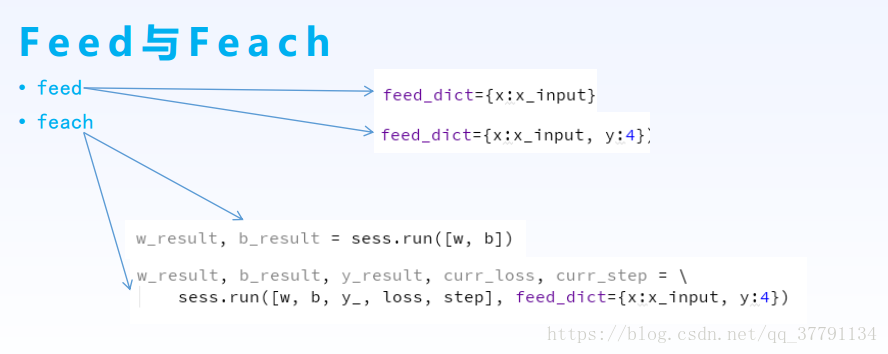 Feed与Feach
• feed
• feach
feed_dict={x:x_input}
feed_dict={x:x_input, y:4})
w_result, b_result = sess.run([w, b])
w_result, b_result, y_result, curr_loss, curr_step = \
sess.run([w, b, y_, loss, step], feed_dict={x:x_input, y:4})
https://blog.csdn.net/qq_37791134